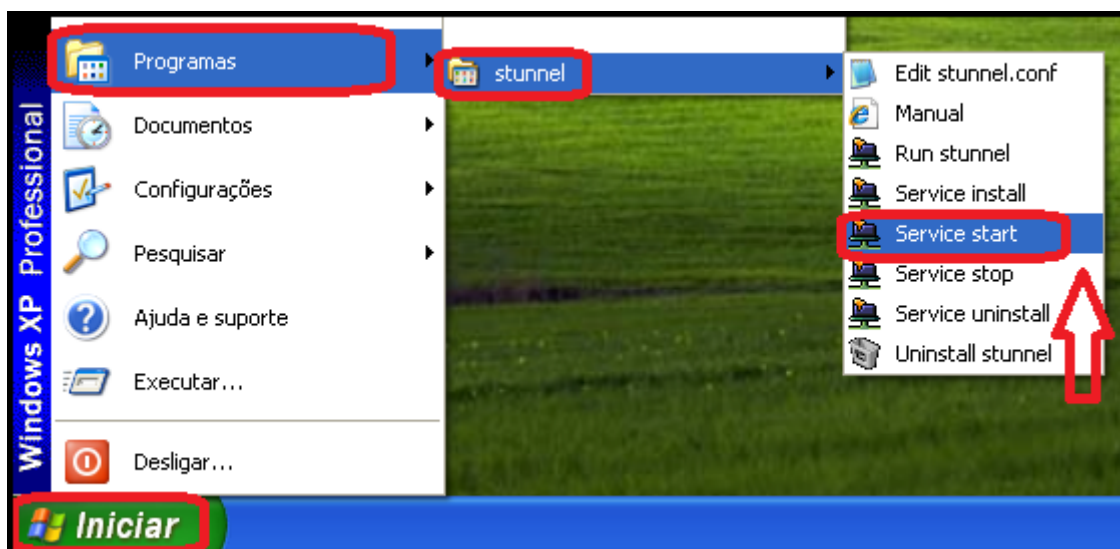 Windows XP Professional
Programas
Documentos
Configurações
Pesquisar
Ajuda e suporte
Executar...
Desligar...
Iniciar
stunnel
Edit stunnel.conf
Manual
Run stunnel
Service install
Service start
Service stop
Service uninstall
Uninstall stunnel